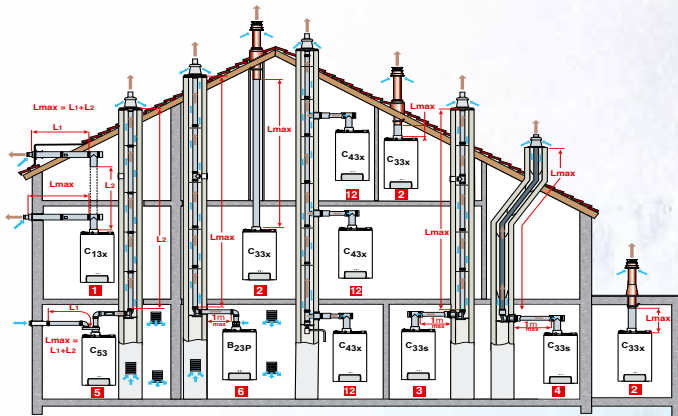 Lmax = L1+L2
L1
Lmax
L2
C13x
1
L1
Lmax =
L1+L2
C53
5
L2
Lmax
1m
max
B23P
6
Lmax
C33x
2
C43x
12
C43x
12
C43x
12
Lmax
C33x
2
Lmax
1m
max
C33s
3
Lmax
1m
max
C33s
4
Lmax
C33x
2